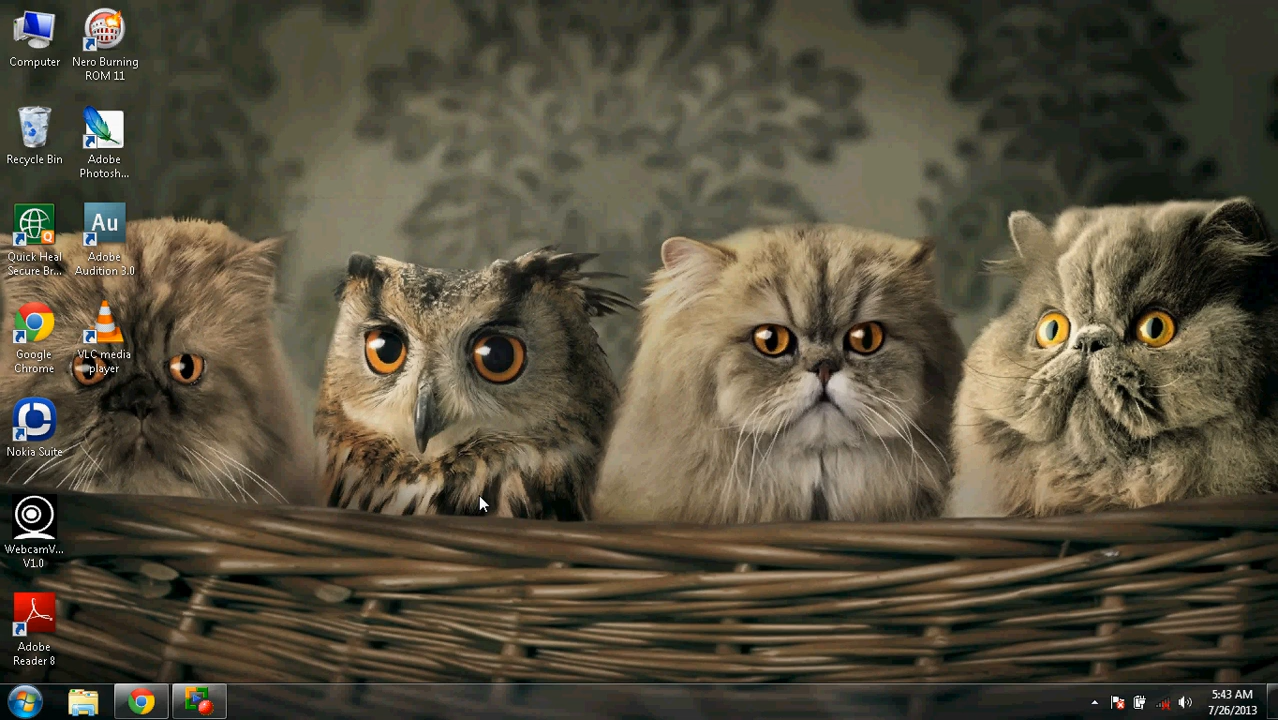 Computer
Nero Burning
ROM 11
Recycle Bin
Adobe
Photosh...
Quick Heal
Secure Br...
Au
Adobe
Audition 3.0
Google
Chrome
VLC media
player
Nokia Suite
WebcamV...
V1.0
Adobe
Reader 8
5:43 AM
7/26/2013